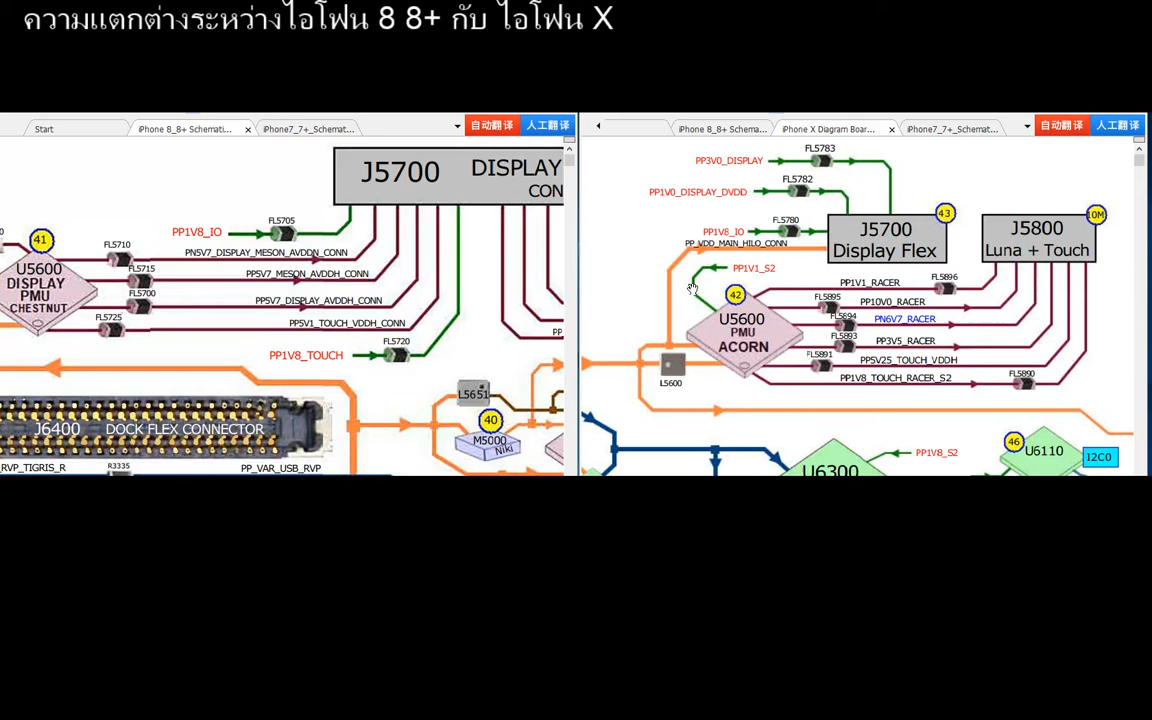 ความแตกต่างระหว่างไอโฟน 8 8+ กับ ไอโฟน X
Start
iPhone 8_8+ Schemati...
iPhone7_7+_Schemat...
自动翻译
人工翻译
J5700
DISPLAY
CON
PP1V8_IO
FL5705
41
U5600
DISPLAY
PMU
CHESTNUT
FL5710
PN5V7_DISPLAY_MESON_AVDDN_CONN
FL5715
PP5V7_MESON_AVDDH_CONN
FL5700
PP5V7_DISPLAY_AVDDH_CONN
FL5725
PP5V1_TOUCH_VDDH_CONN
PP
PP1V8_TOUCH
FL5720
L5651
J6400
DOCK FLEX CONNECTOR
40
M5000
Niki
_RVP_TIGRIS_R
R3335
PP_VAR_USB_RVP
iPhone 8_8+ Schema...
iPhone X Diagram Boar...
iPhone7_7+_Schemat...
自动翻译
人工翻译
PP3V0_DISPLAY
FL5783
PP1V0_DISPLAY_DVDD
FL5782
PP1V8_IO
FL5780
PP_VDD_MAIN_HILO_CONN
43
J5700
Display Flex
10M
J5800
Luna + Touch
PP1V1_S2
42
U5600
PMU
ACORN
L5600
PP1V1_RACER
FL5896
FL5895
PP10V0_RACER
FL5894
PN6V7_RACER
FL5893
PP3V5_RACER
FL5891
PP5V25_TOUCH_VDDH
PP1V8_TOUCH_RACER_S2
FL5890
U6300
PP1V8_S2
46
U6110
I2C0